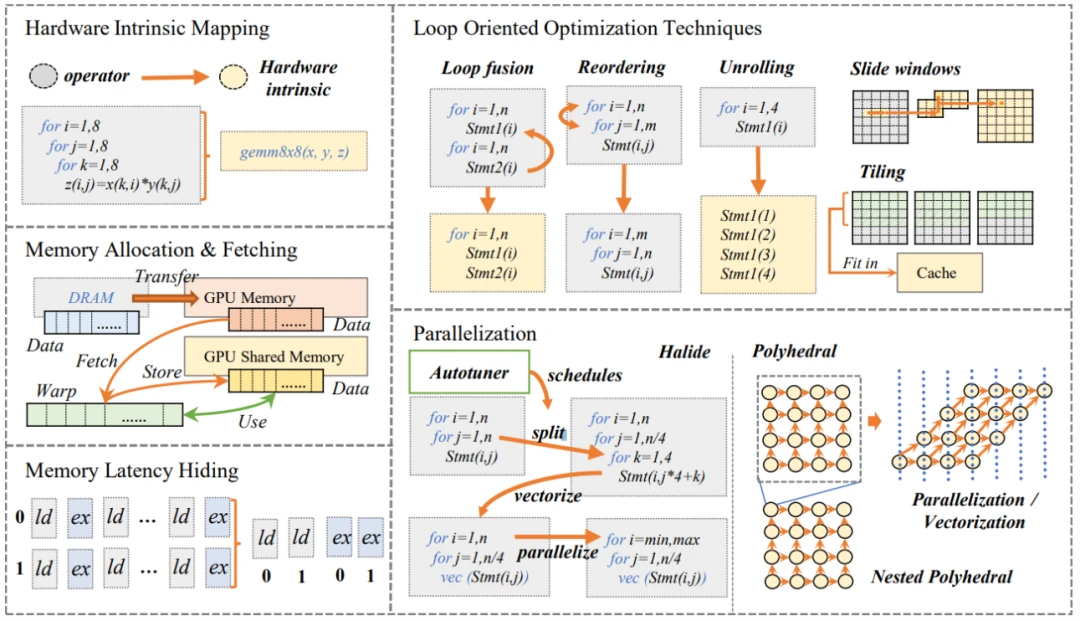 Hardware Intrinsic Mapping
operator
Hardware
intrinsic
for i=1,8
for j=1,8
for k=1,8
z(i,j)=x(k,i)*y(k,j)
gemm8x8(x, y, z)
Memory Allocation & Fetching
Transfer
DRAM
GPU Memory
......
......
Data
Data
Fetch
GPU Shared Memory
Store
......
Data
Warp
......
Use
Memory Latency Hiding
0 ld ex ld ... ld ex
1 ld ex ld ... ld ex
ld ld ex ex
0 1 0 1
Loop Oriented Optimization Techniques
Loop fusion
for i=1,n
Stmt1(i)
for i=1,n
Stmt2(i)
for i=1,n
Stmt1(i)
Stmt2(i)
Reordering
for i=1,n
for j=1,m
Stmt(i,j)
for i=1,m
for j=1,n
Stmt(i,j)
Unrolling
for i=1,4
Stmt1(i)
Stmt1(1)
Stmt1(2)
Stmt1(3)
Stmt1(4)
Slide windows
Tiling
Fit in
Cache
Parallelization
Halide
Autotuner
schedules
for i=1,n
for j=1,n
Stmt(i,j)
split
for i=1,n
for j=1,n/4
for k=1,4
Stmt(i,j*4+k)
vectorize
for i=1,n
for j=1,n/4
vec (Stmt(i,j))
parallelize
for i=min,max
for j=1,n/4
vec (Stmt(i,j))
Polyhedral
Parallelization /
Vectorization
Nested Polyhedral